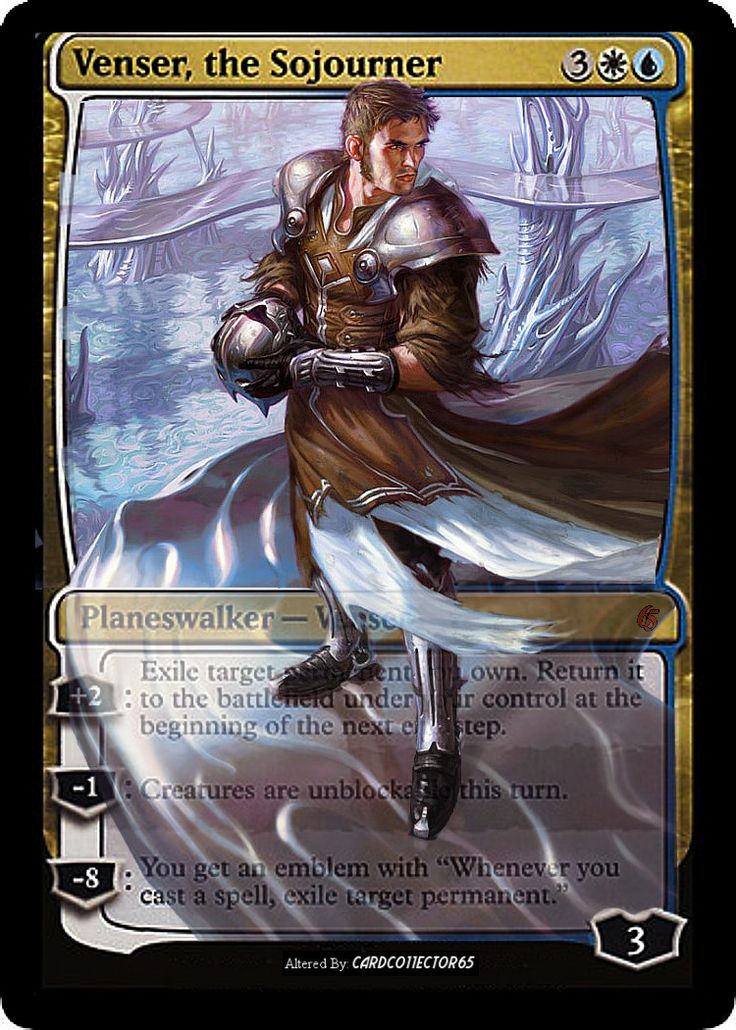 Venser, the Sojourner 3
Planeswalker —
Exile target own. Return it
+2 : to the battlefield under control at the
beginning of the next step.
-1 : Creatures are this turn.
-8 : You get an emblem with “Whenever you
cast a spell, exile target permanent.”
3
Altered By: CARDCO11ECTOR65